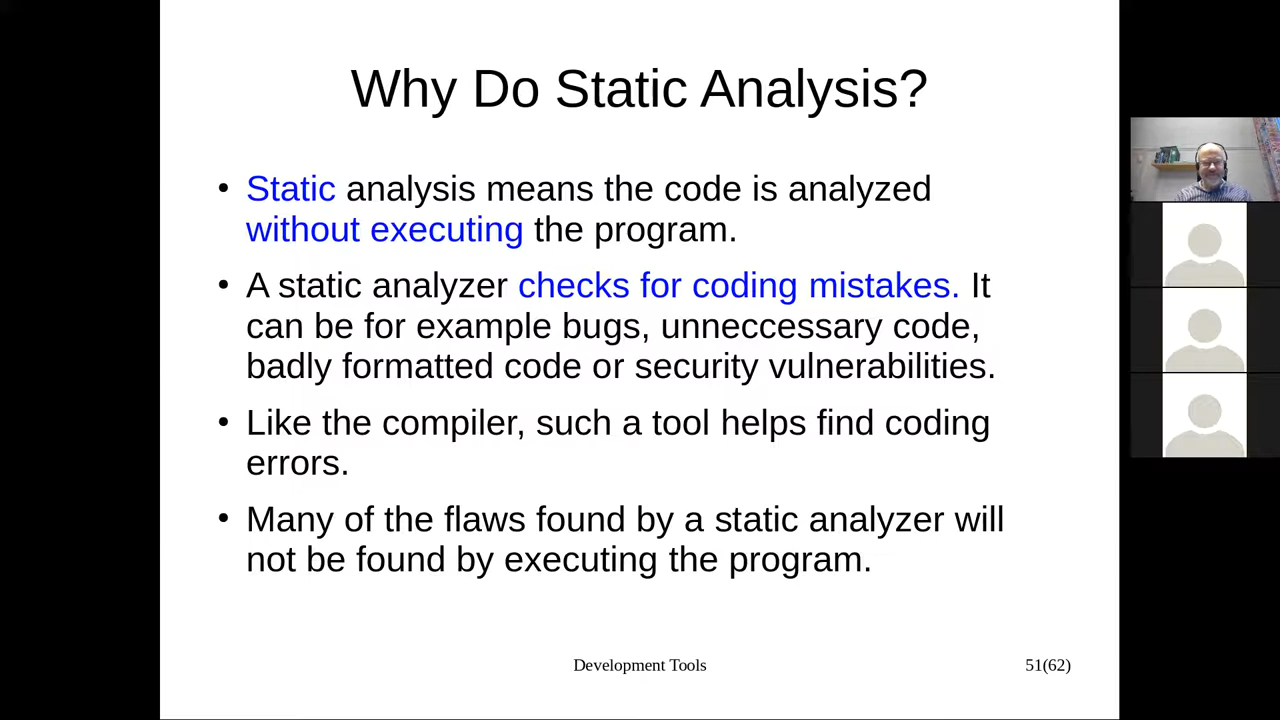 Why Do Static Analysis?
• Static analysis means the code is analyzed
without executing the program.
• A static analyzer checks for coding mistakes. It
can be for example bugs, unneccessary code,
badly formatted code or security vulnerabilities.
• Like the compiler, such a tool helps find coding
errors.
• Many of the flaws found by a static analyzer will
not be found by executing the program.
Development Tools
51(62)